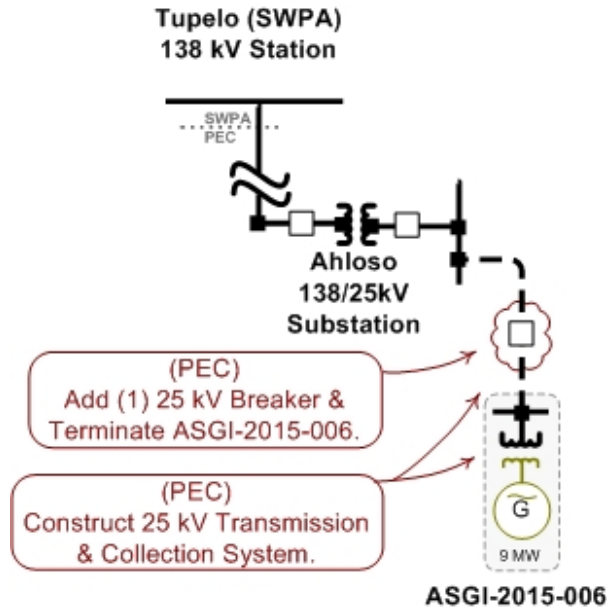 Tupelo (SWPA)
138 kV Station
SWPA
PEC
Ahloso
138/25kV
Substation
(PEC)
Add (1) 25 kV Breaker &
Terminate ASGI-2015-006.
(PEC)
Construct 25 kV Transmission
& Collection System.
G
9 MW
ASGI-2015-006